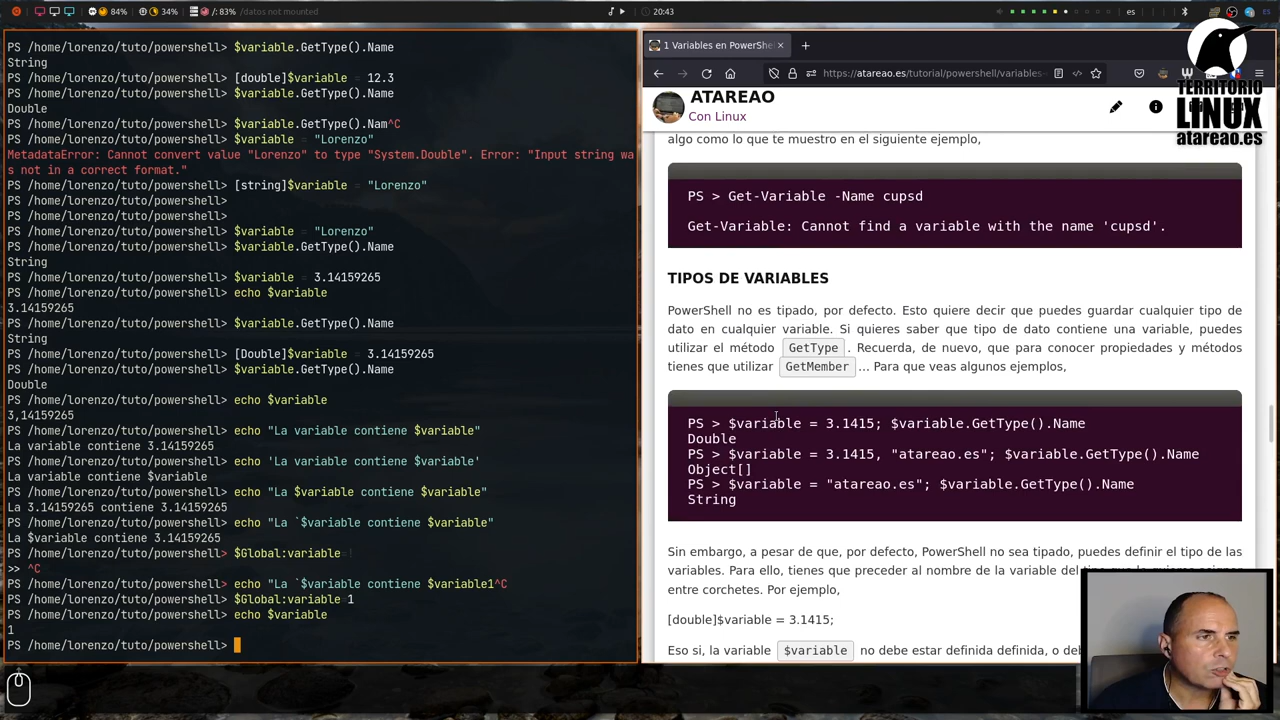 84%
34%
/: 83%
/datos not mounted
20:43
es
ES
PS /home/lorenzo/tuto/powershell> $variable.GetType().Name
String
PS /home/lorenzo/tuto/powershell> [double]$variable = 12.3
PS /home/lorenzo/tuto/powershell> $variable.GetType().Name
Double
PS /home/lorenzo/tuto/powershell> $variable.GetType().Nam^C
PS /home/lorenzo/tuto/powershell> $variable = "Lorenzo"
MetadataError: Cannot convert value "Lorenzo" to type "System.Double". Error: "Input string wa
s not in a correct format."
PS /home/lorenzo/tuto/powershell> [string]$variable = "Lorenzo"
PS /home/lorenzo/tuto/powershell>
PS /home/lorenzo/tuto/powershell>
PS /home/lorenzo/tuto/powershell> $variable = "Lorenzo"
PS /home/lorenzo/tuto/powershell> $variable.GetType().Name
String
PS /home/lorenzo/tuto/powershell> $variable = 3.14159265
PS /home/lorenzo/tuto/powershell> echo $variable
3.14159265
PS /home/lorenzo/tuto/powershell> $variable.GetType().Name
String
PS /home/lorenzo/tuto/powershell> [Double]$variable = 3.14159265
PS /home/lorenzo/tuto/powershell> $variable.GetType().Name
Double
PS /home/lorenzo/tuto/powershell> echo $variable
3,14159265
PS /home/lorenzo/tuto/powershell> echo "La variable contiene $variable"
La variable contiene 3.14159265
PS /home/lorenzo/tuto/powershell> echo 'La variable contiene $variable'
La variable contiene $variable
PS /home/lorenzo/tuto/powershell> echo "La $variable contiene $variable"
La 3.14159265 contiene 3.14159265
PS /home/lorenzo/tuto/powershell> echo "La `$variable contiene $variable"
La $variable contiene 3.14159265
PS /home/lorenzo/tuto/powershell> $Global:variable
>> ^C
PS /home/lorenzo/tuto/powershell> echo "La `$variable contiene $variable1^C
PS /home/lorenzo/tuto/powershell> $Global:variable 1
PS /home/lorenzo/tuto/powershell> echo $variable
1
PS /home/lorenzo/tuto/powershell>
1 Variables en PowerShe
https://atareao.es/tutorial/powershell/variables-
TERRITORIO
LINUX
atareao.es
ATAREAO
Con Linux
algo como lo que te muestro en el siguiente ejemplo,
PS > Get-Variable -Name cupsd
Get-Variable: Cannot find a variable with the name 'cupsd'.
TIPOS DE VARIABLES
PowerShell no es tipado, por defecto. Esto quiere decir que puedes guardar cualquier tipo de
dato en cualquier variable. Si quieres saber que tipo de dato contiene una variable, puedes
utilizar el método GetType . Recuerda, de nuevo, que para conocer propiedades y métodos
tienes que utilizar GetMember … Para que veas algunos ejemplos,
PS > $variable = 3.1415; $variable.GetType().Name
Double
PS > $variable = 3.1415, "atareao.es"; $variable.GetType().Name
Object[]
PS > $variable = "atareao.es"; $variable.GetType().Name
String
Sin embargo, a pesar de que, por defecto, PowerShell no sea tipado, puedes definir el tipo de las
variables. Para ello, tienes que preceder al nombre de la variable del
entre corchetes. Por ejemplo,
[double]$variable = 3.1415;
Eso si, la variable $variable no debe estar definida definida, o